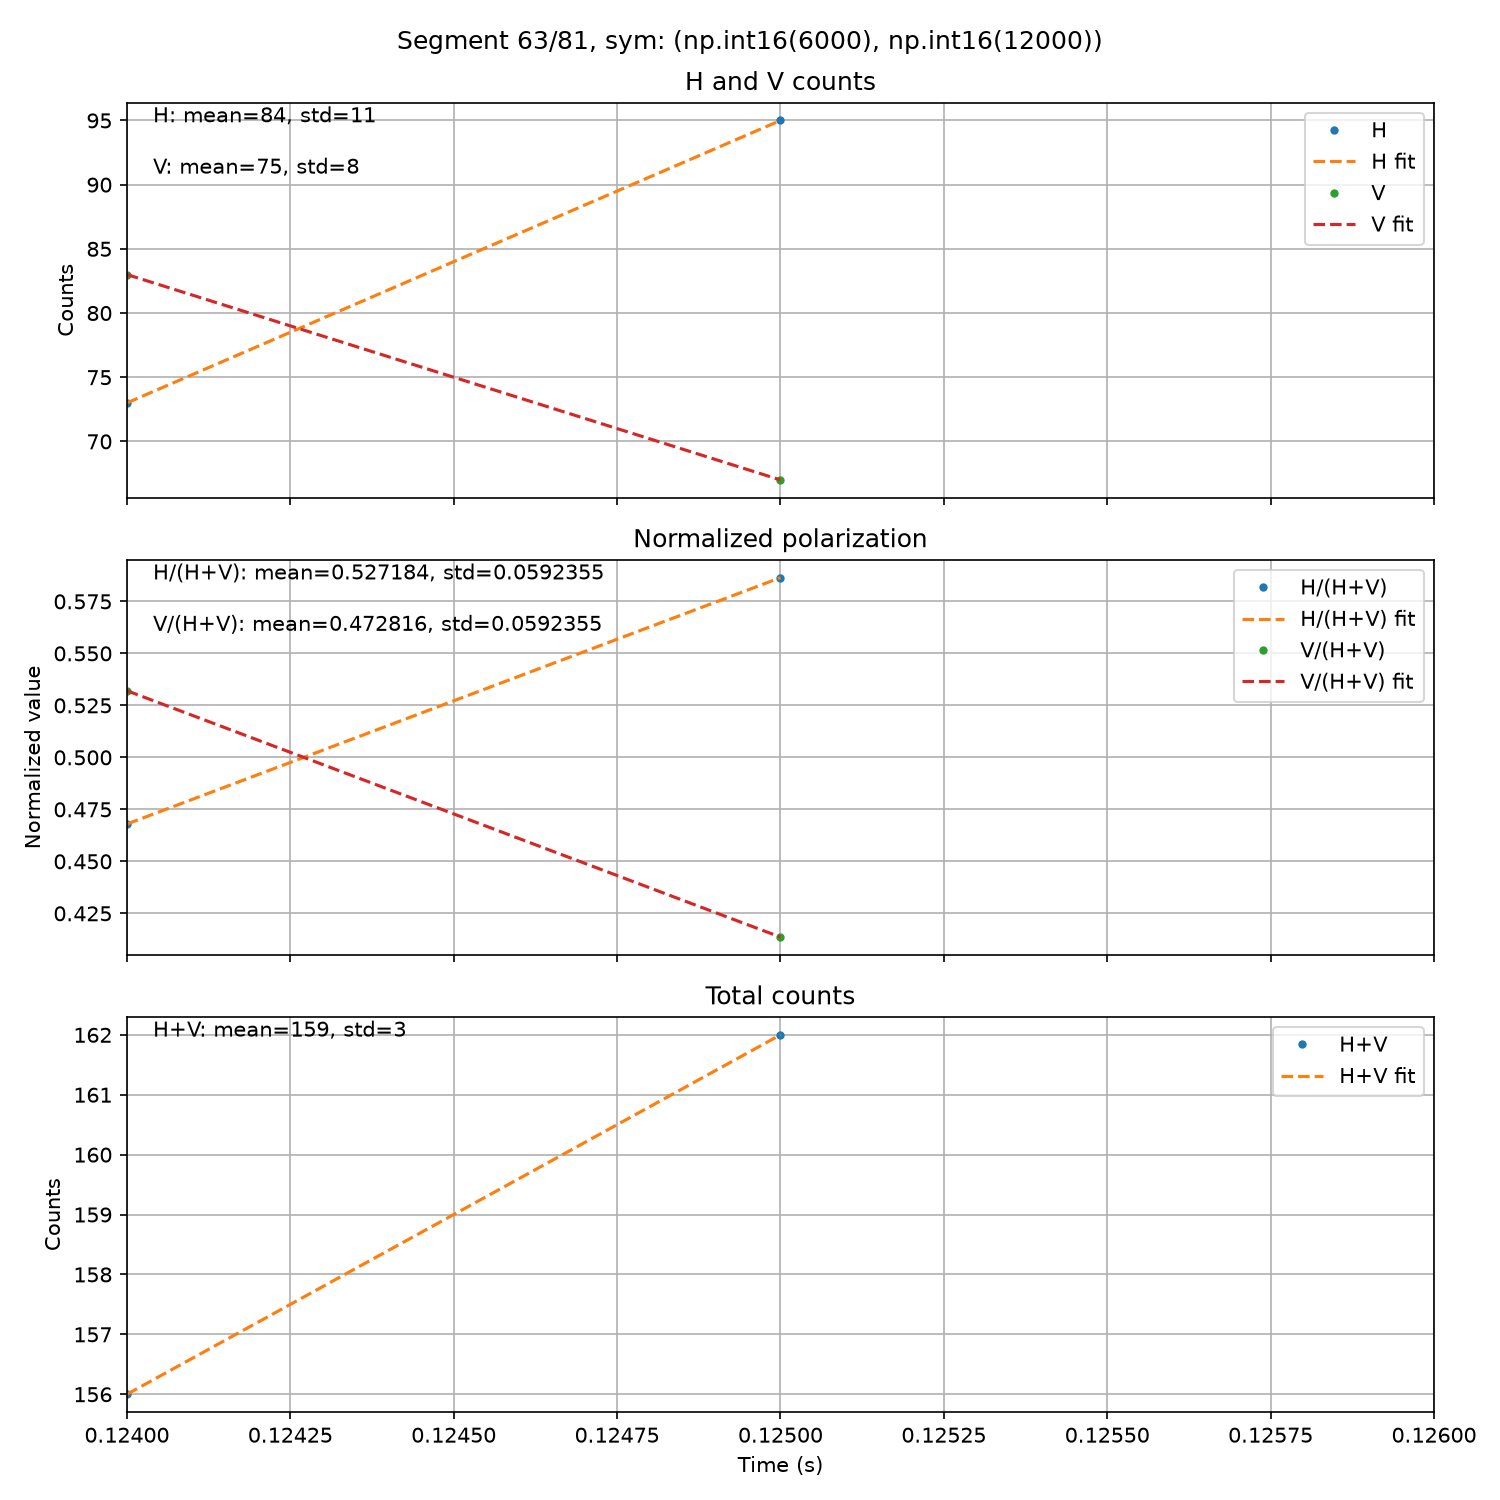 Segment 63/81, sym: (np.int16(6000), np.int16(12000))
H and V counts
H: mean=84, std=11
V: mean=75, std=8
H
H fit
V
V fit
95
90
85
80
75
70
Counts
Normalized polarization
H/(H+V): mean=0.527184, std=0.0592355
V/(H+V): mean=0.472816, std=0.0592355
H/(H+V)
H/(H+V) fit
V/(H+V)
V/(H+V) fit
0.575
0.550
0.525
0.500
0.475
0.450
0.425
Normalized value
Total counts
H+V: mean=159, std=3
H+V
H+V fit
162
161
160
159
158
157
156
Counts
0.12400 0.12425 0.12450 0.12475 0.12500 0.12525 0.12550 0.12575 0.12600
Time (s)